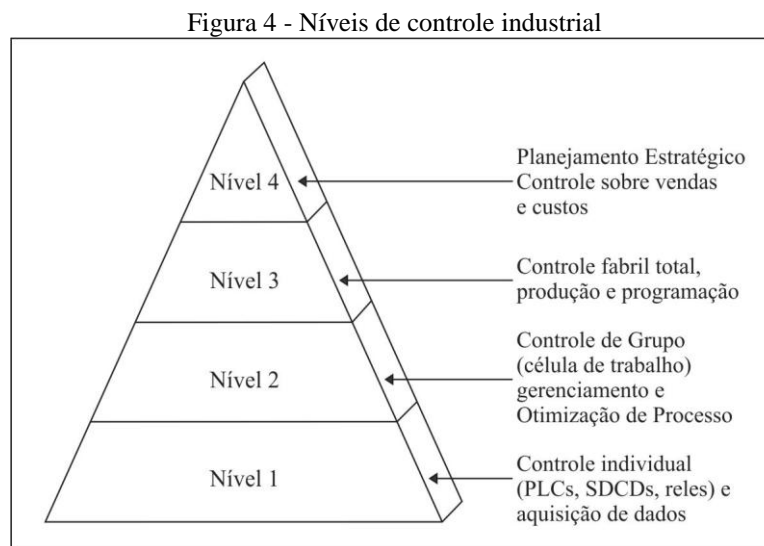 Figura 4 - Níveis de controle industrial
Nível 4
Planejamento Estratégico
Controle sobre vendas
e custos
Nível 3
Controle fabril total,
produção e programação
Nível 2
Controle de Grupo
(célula de trabalho)
gerenciamento e
Otimização de Processo
Nível 1
Controle individual
(PLCs, SDCDs, reles) e
aquisição de dados